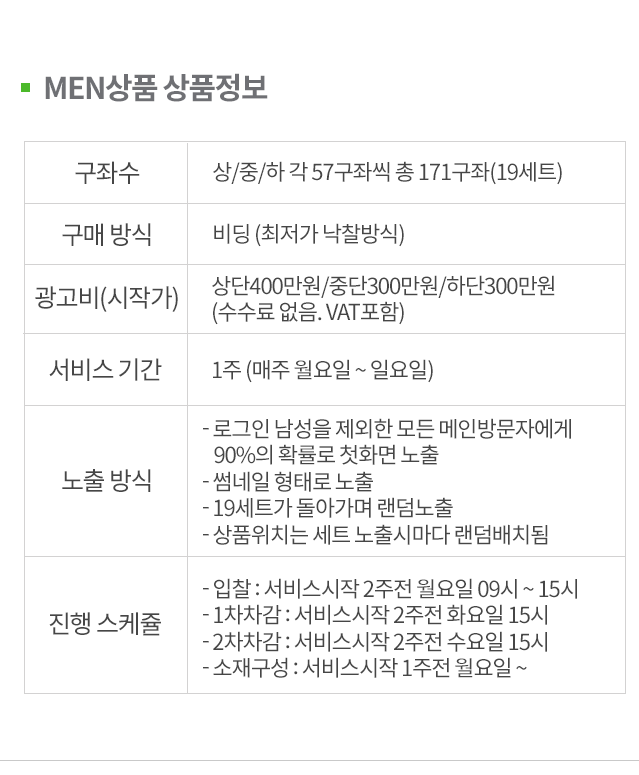 MEN상품 상품정보
구좌수
상/중/하 각 57구좌씩 총 171구좌(19세트)
구매 방식
비딩 (최저가 낙찰방식)
광고비(시작가)
상단400만원/중단300만원/하단300만원
(수수료 없음. VAT포함)
서비스 기간
1주 (매주 월요일 ~ 일요일)
노출 방식
- 로그인 남성을 제외한 모든 메인방문자에게
90%의 확률로 첫화면 노출
- 썸네일 형태로 노출
- 19세트가 돌아가며 랜덤노출
- 상품위치는 세트 노출시마다 랜덤배치됨
진행 스케쥴
- 입찰 : 서비스시작 2주전 월요일 09시 ~ 15시
- 1차차감 : 서비스시작 2주전 화요일 15시
- 2차차감 : 서비스시작 2주전 수요일 15시
- 소재구성 : 서비스시작 1주전 월요일 ~